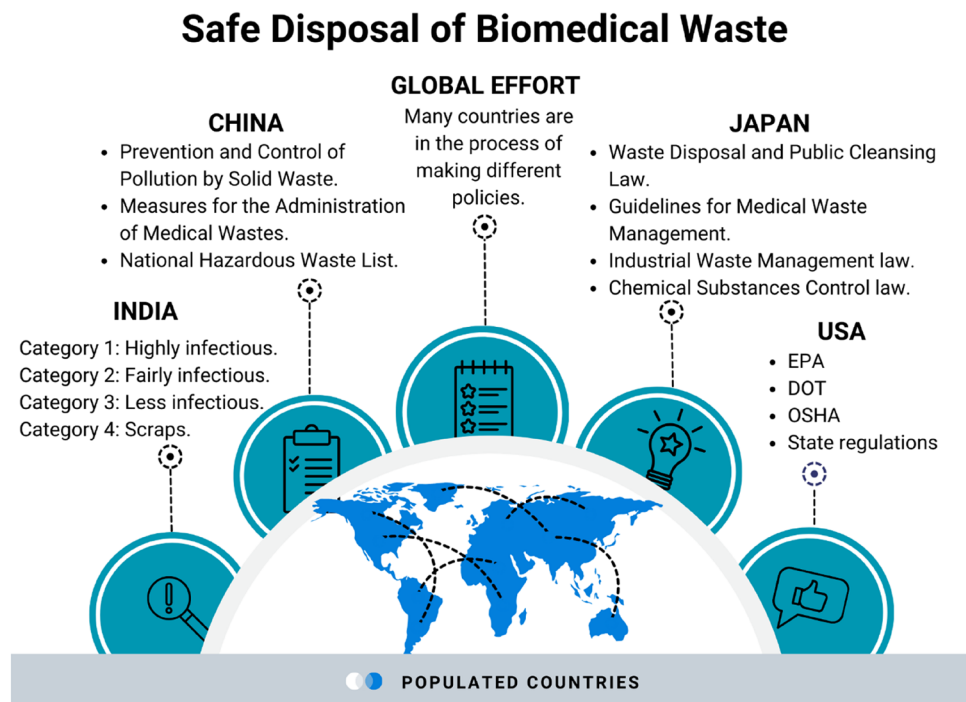 Safe Disposal of Biomedical Waste
GLOBAL EFFORT
Many countries are
in the process of
making different
policies.
CHINA
• Prevention and Control of
Pollution by Solid Waste.
• Measures for the Administration
of Medical Wastes.
• National Hazardous Waste List.
JAPAN
• Waste Disposal and Public Cleansing
Law.
• Guidelines for Medical Waste
Management.
• Industrial Waste Management law.
• Chemical Substances Control law.
INDIA
Category 1: Highly infectious.
Category 2: Fairly infectious.
Category 3: Less infectious.
Category 4: Scraps.
USA
• EPA
• DOT
• OSHA
• State regulations
POPULATED COUNTRIES